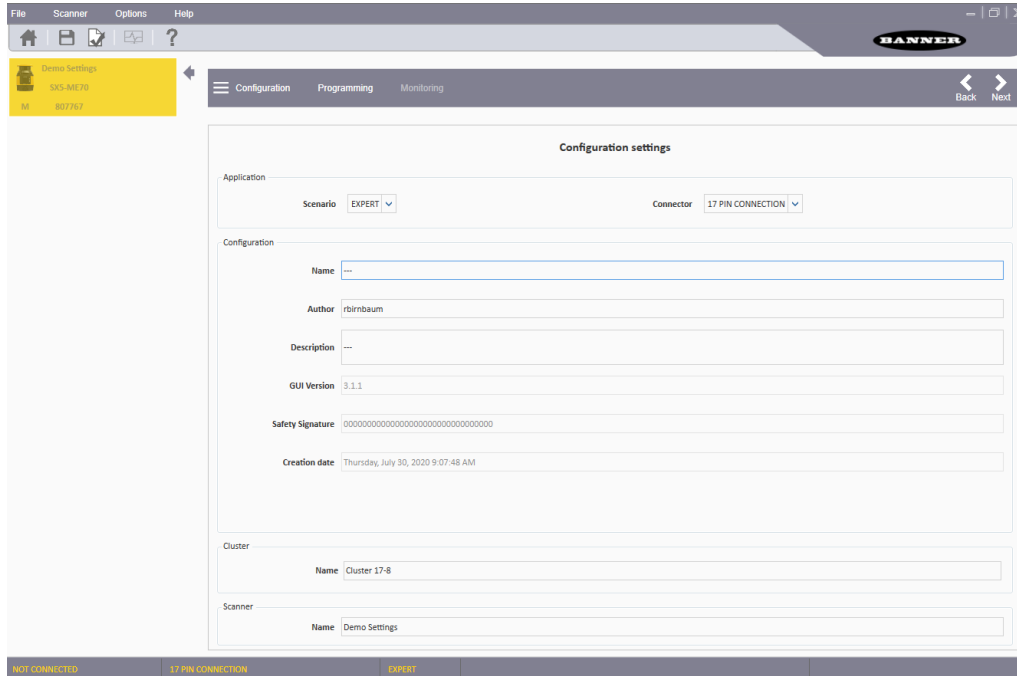 File Scanner Options Help
BANNER
Demo Settings
SX5-ME70
M 807767
Configuration Programming Monitoring
Back Next
Configuration settings
Application
Scenario EXPERT Connector 17 PIN CONNECTION
Configuration
Name ---
Author rbirnbaum
Description ---
GUI Version 3.1.1
Safety Signature 00000000000000000000000000000000
Creation date Thursday, July 30, 2020 9:07:48 AM
Cluster
Name Cluster 17-8
Scanner
Name Demo Settings
NOT CONNECTED 17 PIN CONNECTION EXPERT